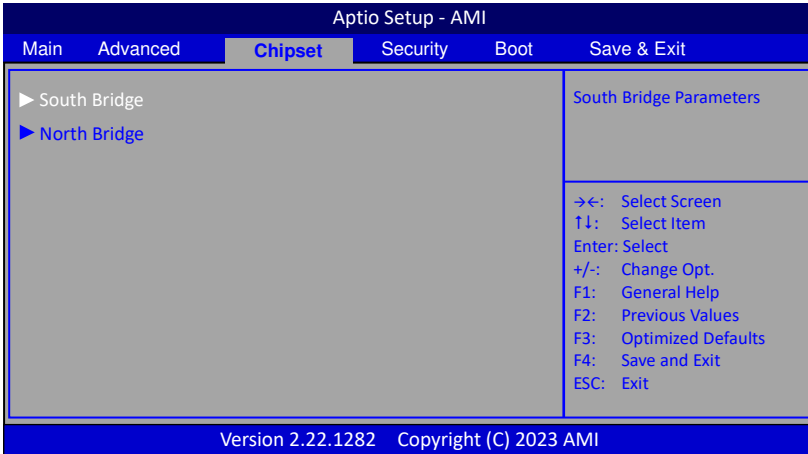 Aptio Setup - AMI
Main Advanced Chipset Security Boot Save & Exit
► South Bridge
► North Bridge
South Bridge Parameters
→←: Select Screen
↑↓: Select Item
Enter: Select
+/-: Change Opt.
F1: General Help
F2: Previous Values
F3: Optimized Defaults
F4: Save and Exit
ESC: Exit
Version 2.22.1282 Copyright (C) 2023 AMI